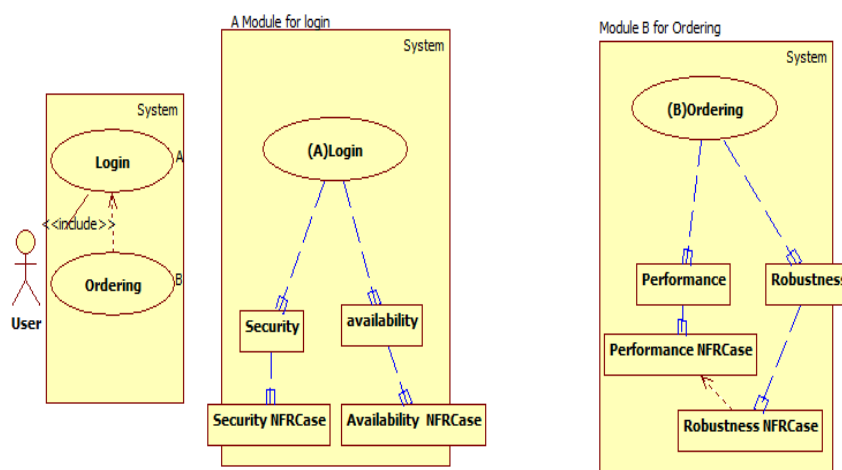 System
Login
A
<<include>>
Ordering
B
User
A Module for login
System
(A)Login
Security
availability
Security NFRCase
Availability NFRCase
Module B for Ordering
System
(B)Ordering
Performance
Robustness
Performance NFRCase
Robustness NFRCase